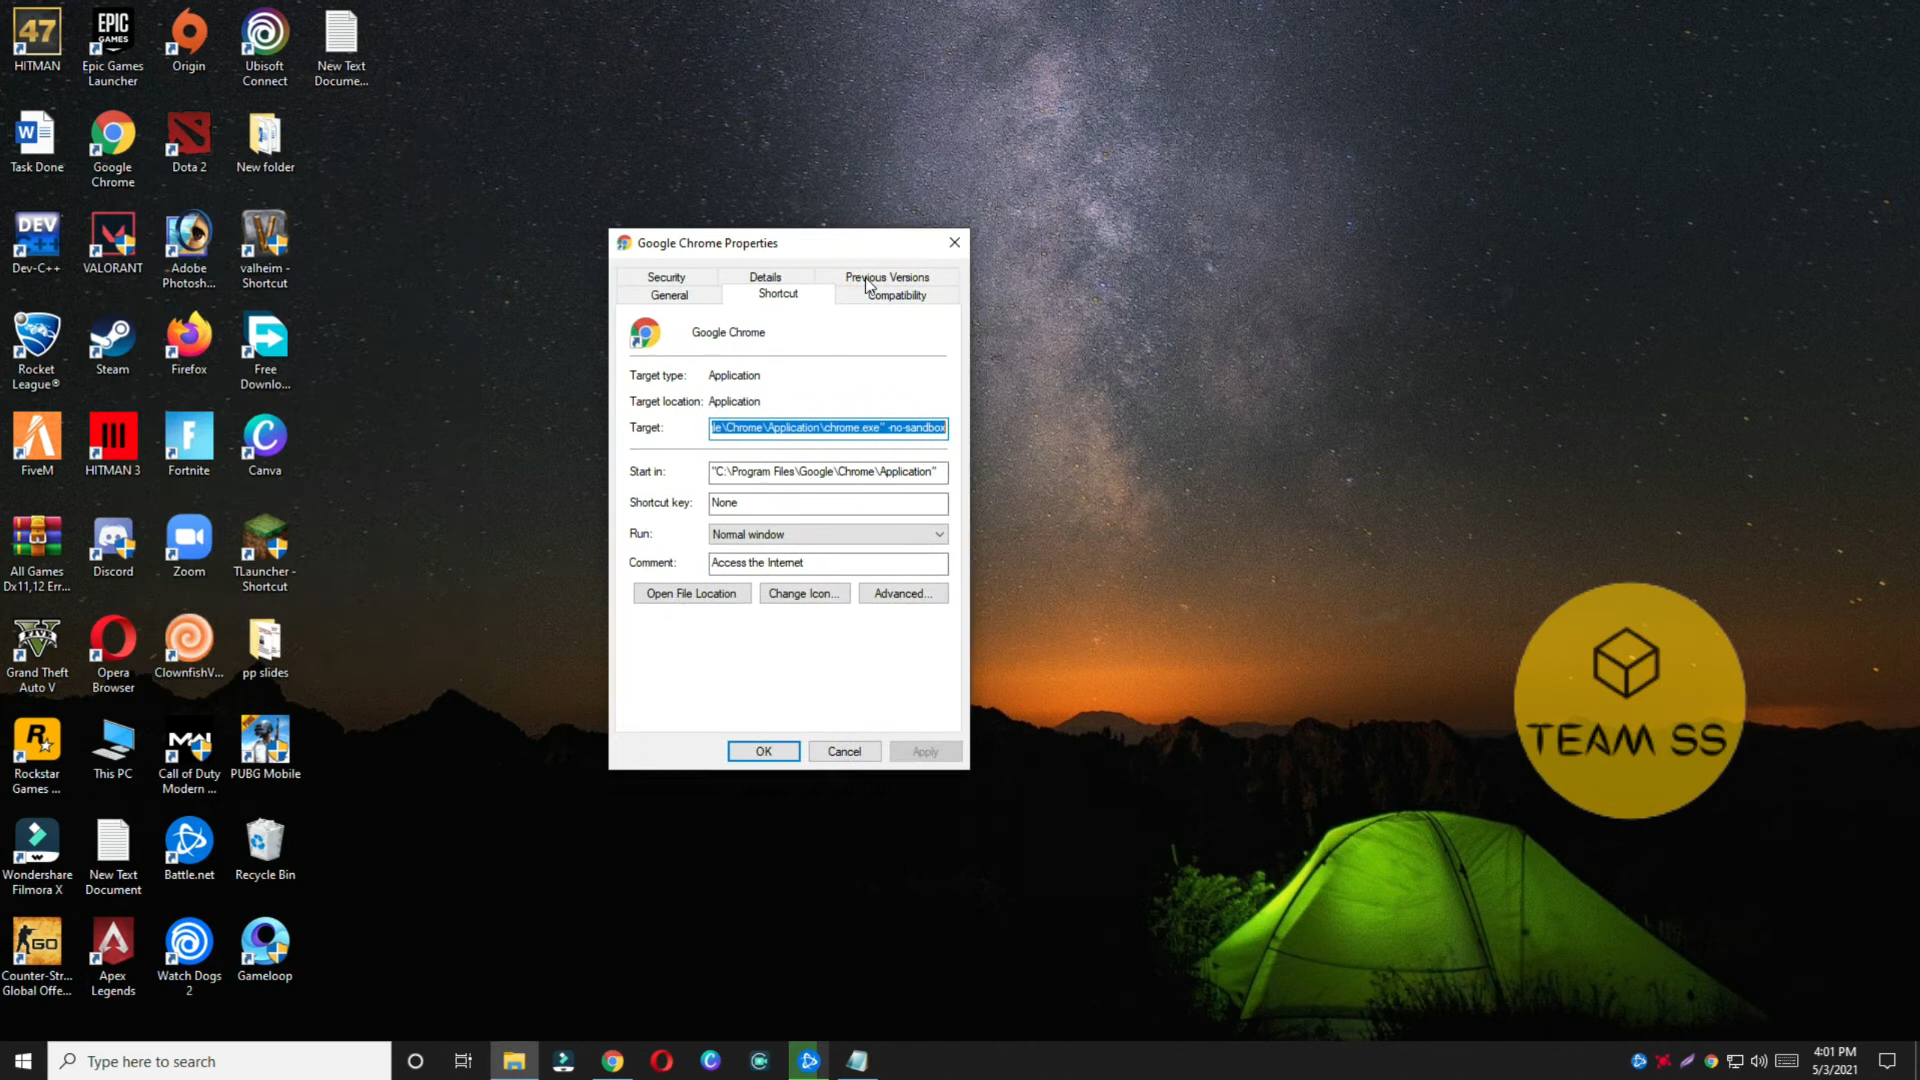 HITMAN
Epic Games
Launcher
Origin
Ubisoft
Connect
New Text
Docume...
Task Done
Google
Chrome
Dota 2
New folder
Dev-C++
VALORANT
Adobe
Photosh...
valheim -
Shortcut
Rocket
League®
Steam
Firefox
Free
Downlo...
FiveM
HITMAN 3
Fortnite
Canva
All Games
Dx11,12 Err...
Discord
Zoom
TLauncher -
Shortcut
Grand Theft
Auto V
Opera
Browser
ClownfishV...
pp slides
Rockstar
Games ...
This PC
Call of Duty
Modern ...
PUBG Mobile
Wondershare
Filmora X
New Text
Document
Battle.net
Recycle Bin
Counter-Str...
Global Offe...
Apex
Legends
Watch Dogs
2
Gameloop
47
EPIC
GAMES
W
DEV
C++
GO
Google Chrome Properties
Security
Details
Previous Versions
General
Shortcut
Compatibility
Google Chrome
Target type: Application
Target location: Application
Target: le\Chrome\Application\chrome.exe" -no-sandbox
Start in: "C:\Program Files\Google\Chrome\Application"
Shortcut key: None
Run: Normal window
Comment: Access the Internet
Open File Location
Change Icon...
Advanced...
OK
Cancel
Apply
TEAM SS
Type here to search
4:01 PM
5/3/2021